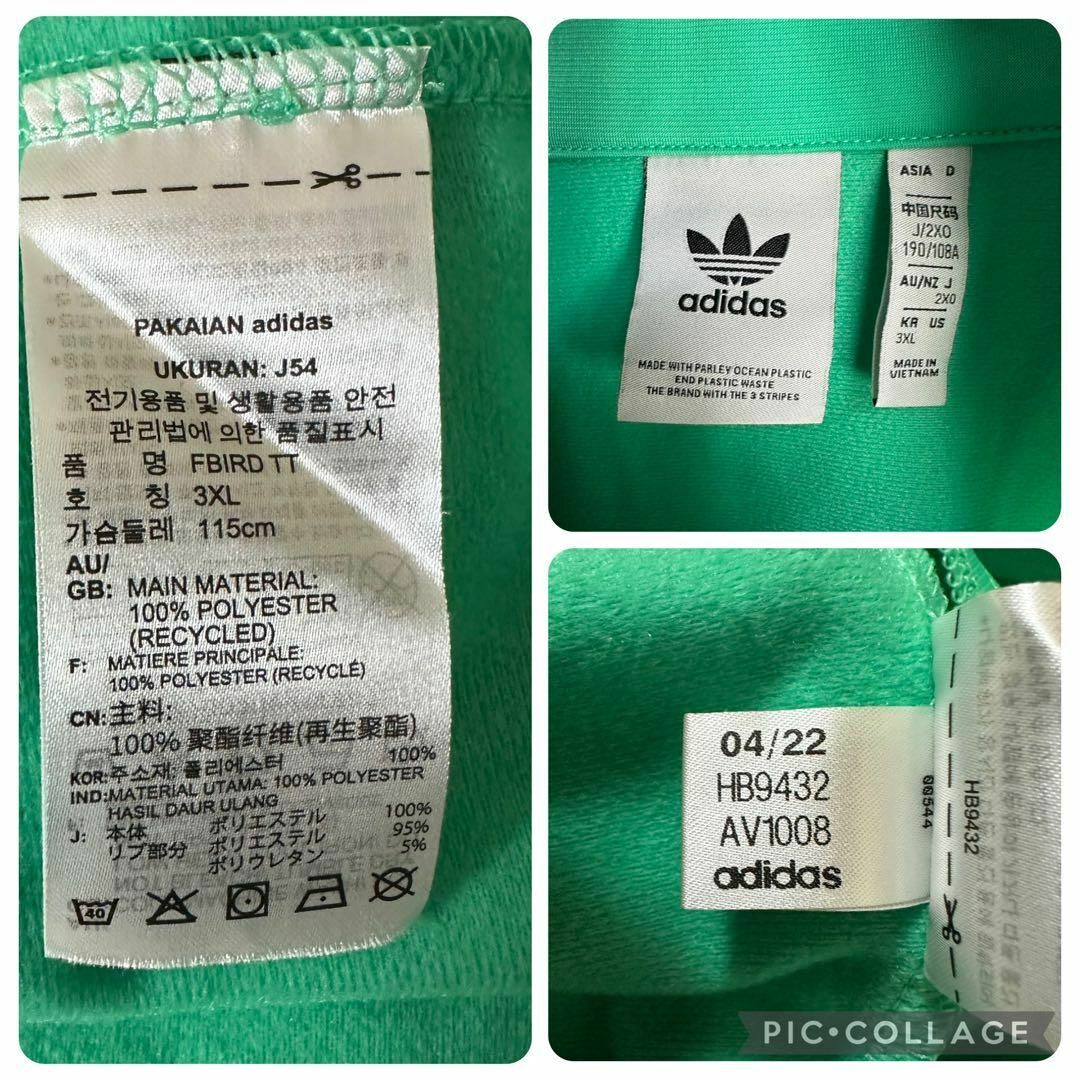 PAKAIAN adidas
UKURAN: J54
전기용품 및 생활용품 안전
관리법에 의한 품질표시
품 명 FBIRD TT
호 칭 3XL
가슴둘레 115cm
AU/
GB: MAIN MATERIAL:
100% POLYESTER
(RECYCLED)
F: MATIERE PRINCIPALE:
100% POLYESTER (RECYCLÉ)
CN:主料:
100% 聚酯纤维(再生聚酯)
KOR:주소재: 폴리에스터 100%
IND:MATERIAL UTAMA: 100% POLYESTER
HASIL DAUR ULANG
J: 本体 ポリエステル 100%
リブ部分 ポリエステル 95%
ポリウレタン 5%
40
adidas
MADE WITH PARLEY OCEAN PLASTIC
END PLASTIC WASTE
THE BRAND WITH THE 3 STRIPES
ASIA D
中国尺码
J/2XO
190/108A
AU/NZ J
2XO
KR US
3XL
MADE IN
VIETNAM
04/22
HB9432
AV1008
adidas
00544
HB9432
PIC•COLLAGE